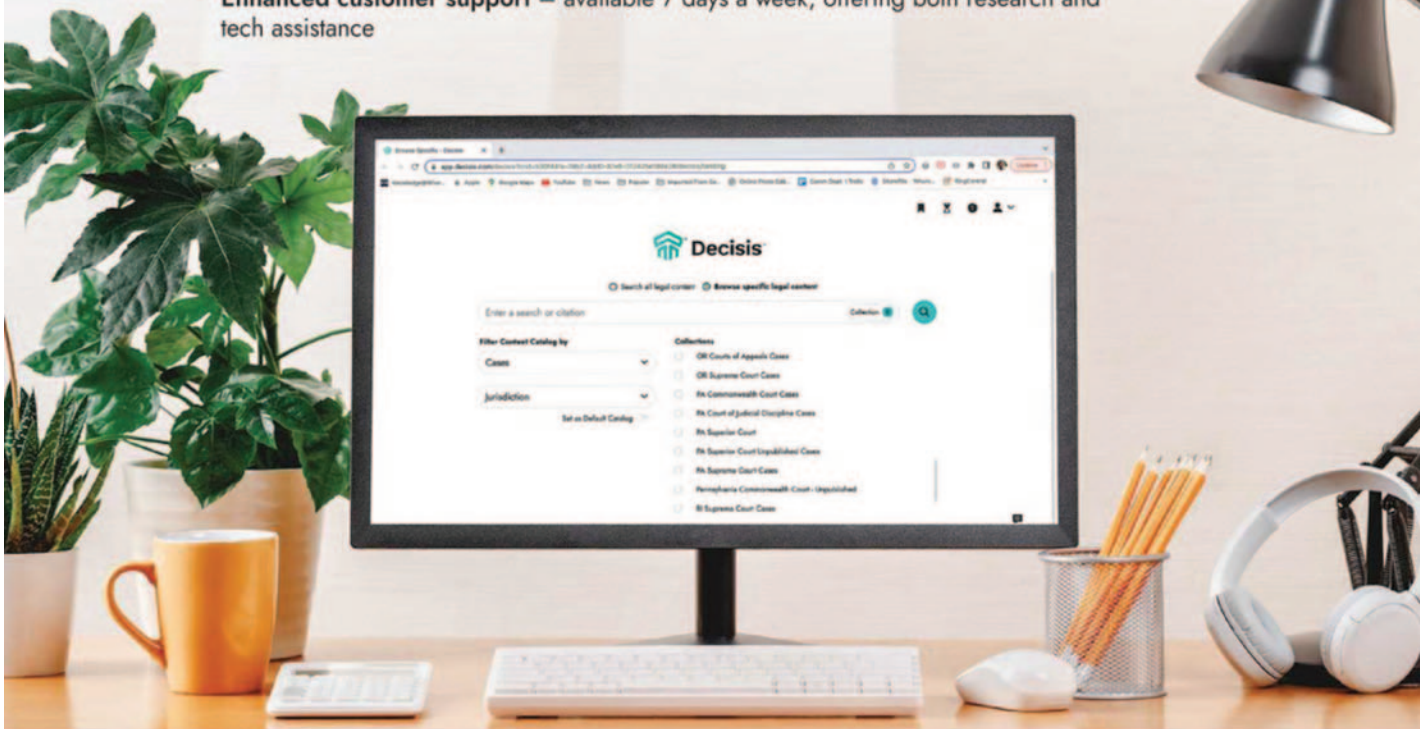 Enhanced customer support – available 7 days a week, offering both research and
tech assistance
Browse Specific - Decisis
Decisis
Search all legal content Browse specific legal content
Enter a search or citation
Collection
Filter Content Catalog by
Cases
Jurisdiction
Set as Default Catalog
Collections
OR Courts of Appeals Cases
OR Supreme Court Cases
PA Commonwealth Court Cases
PA Court of Judicial Discipline Cases
PA Superior Court
PA Superior Court Unpublished Cases
PA Supreme Court Cases
Pennsylvania Commonwealth Court - Unpublished
RI Supreme Court Cases